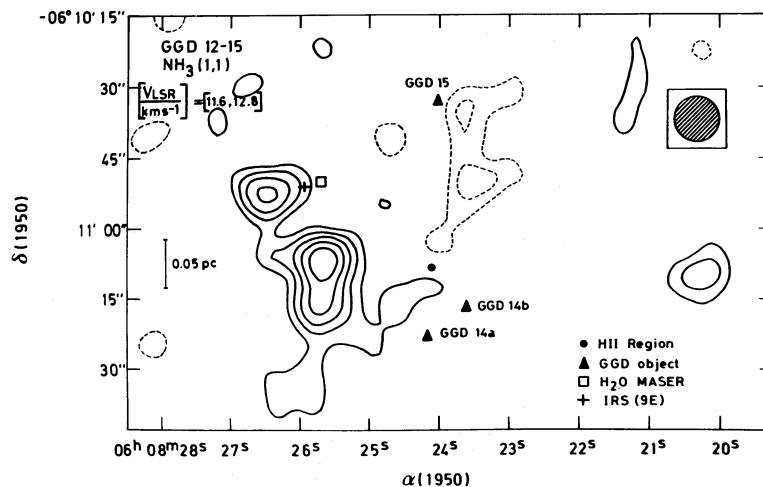 -06° 10' 15"
GGD 12-15
NH₃(1,1)
[VLSR/kms⁻¹] = [11.6,12.8]
GGD 15
30"
45"
11' 00"
15"
30"
δ(1950)
0.05 pc
GGD 14b
GGD 14a
● HII Region
▲ GGD object
□ H₂O MASER
+ IRS (9E)
06ʰ 08ᵐ 28ˢ 27ˢ 26ˢ 25ˢ 24ˢ 23ˢ 22ˢ 21ˢ 20ˢ
α(1950)